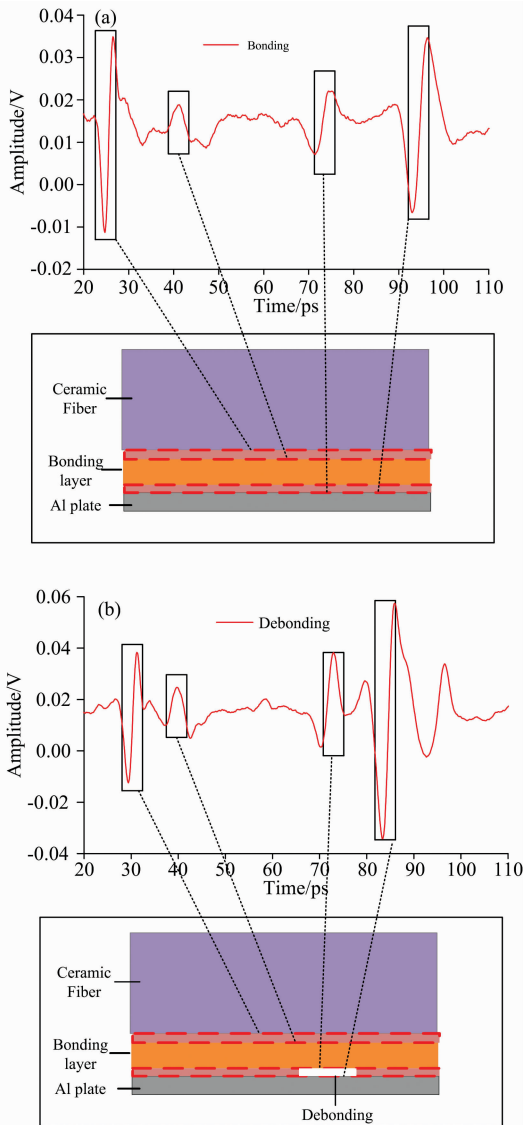 (a)
Bonding
Amplitude/V
0.04
0.03
0.02
0.01
0.00
-0.01
-0.02
20 30 40 50 60 70 80 90 100 110
Time/ps
Ceramic
Fiber
Bonding
layer
Al plate
(b)
Debonding
Amplitude/V
0.06
0.04
0.02
0.00
-0.02
-0.04
20 30 40 50 60 70 80 90 100 110
Time/ps
Ceramic
Fiber
Bonding
layer
Al plate
Debonding